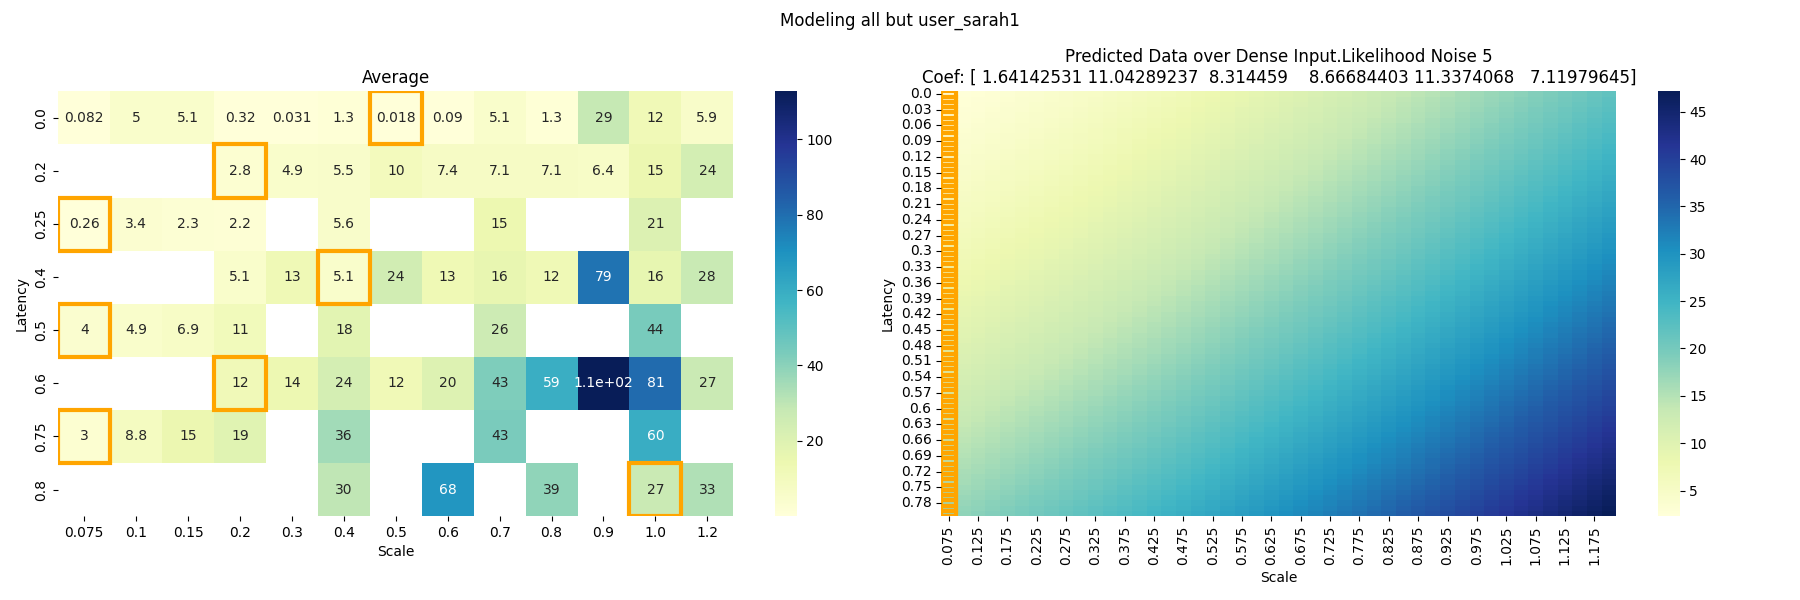 Modeling all but user_sarah1
Average
0.0 0.082 5 5.1 0.32 0.031 1.3 0.018 0.09 5.1 1.3 29 12 5.9
0.2 2.8 4.9 5.5 10 7.4 7.1 7.1 6.4 15 24
0.25 0.26 3.4 2.3 2.2 5.6 15 21
0.4 5.1 13 5.1 24 13 16 12 79 16 28
0.5 4 4.9 6.9 11 18 26 44
0.6 12 14 24 12 20 43 59 1.1e+02 81 27
0.75 3 8.8 15 19 36 43 60
0.8 30 68 39 27 33
0.075 0.1 0.15 0.2 0.3 0.4 0.5 0.6 0.7 0.8 0.9 1.0 1.2
Scale
Latency
100
80
60
40
20
Predicted Data over Dense Input.Likelihood Noise 5
Coef: [ 1.64142531 11.04289237  8.314459    8.66684403 11.3374068   7.11979645]
0.0
0.03
0.06
0.09
0.12
0.15
0.18
0.21
0.24
0.27
0.3
0.33
0.36
0.39
0.42
0.45
0.48
0.51
0.54
0.57
0.6
0.63
0.66
0.69
0.72
0.75
0.78
Latency
0.075 0.125 0.175 0.225 0.275 0.325 0.375 0.425 0.475 0.525 0.575 0.625 0.675 0.725 0.775 0.825 0.875 0.925 0.975 1.025 1.075 1.125 1.175
Scale
45
40
35
30
25
20
15
10
5